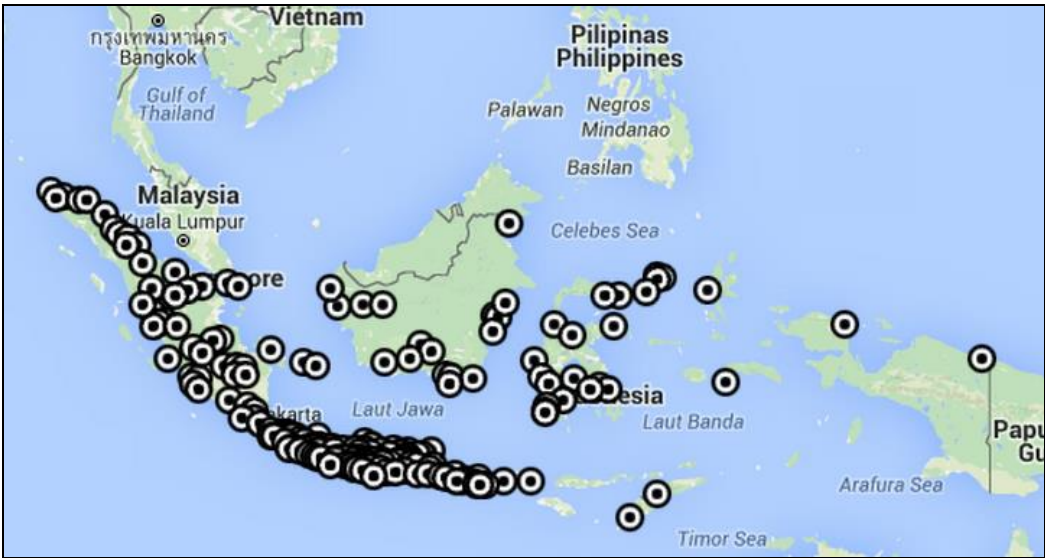 Vietnam
กรุงเทพมหานคร
Bangkok
Gulf of
Thailand
Pilipinas
Philippines
Palawan
Negros
Mindanao
Basilan
Malaysia
Kuala Lumpur
Celebes Sea
ore
akarta
Laut Jawa
esia
Laut Banda
Papu
Gu
Arafura Sea
Timor Sea